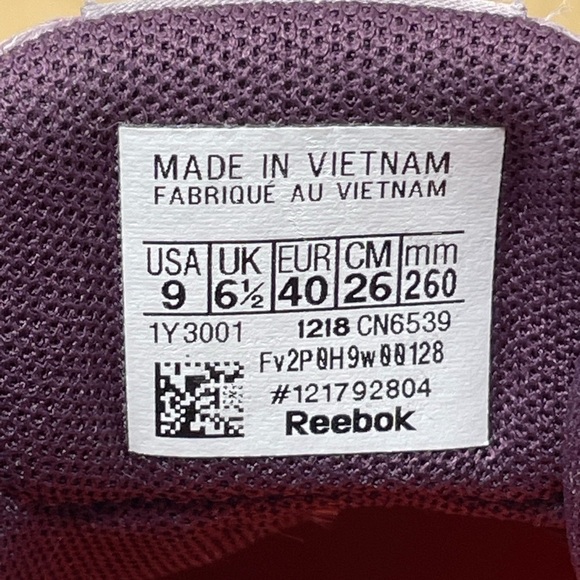 MADE IN VIETNAM
FABRIQUÉ AU VIETNAM
USA UK EUR CM mm
9 6½ 40 26 260
1Y3001 1218 CN6539
Fv2P0H9w00128
#121792804
Reebok